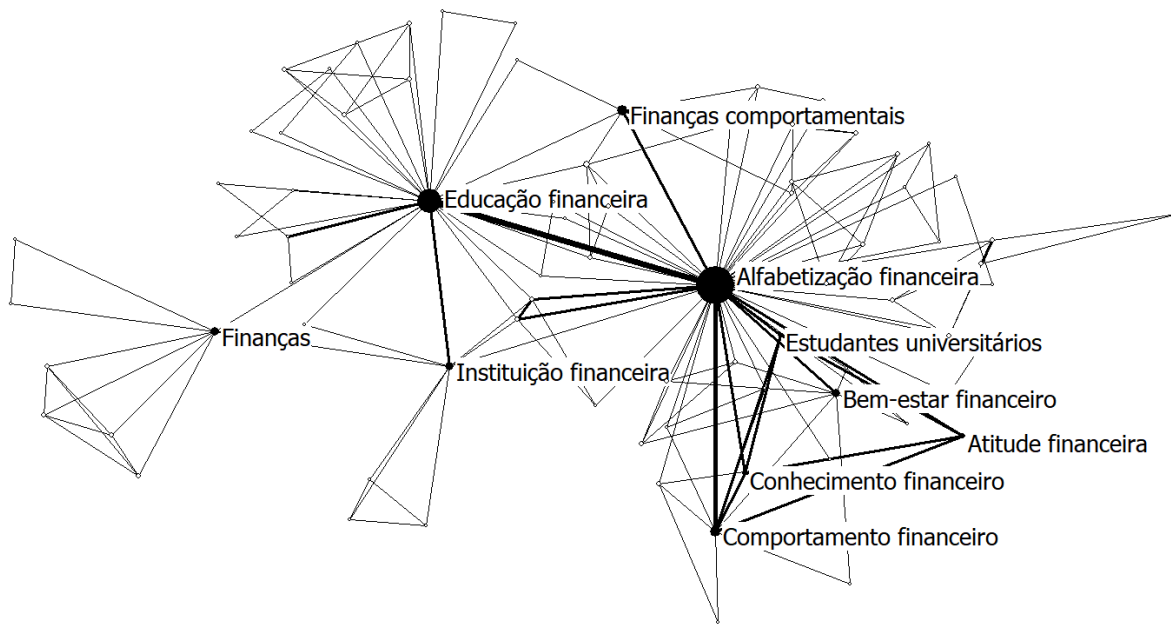 Finanças comportamentais
Educação financeira
Alfabetização financeira
Finanças
Estudantes universitários
Instituição financeira
Bem-estar financeiro
Atitude financeira
Conhecimento financeiro
Comportamento financeiro